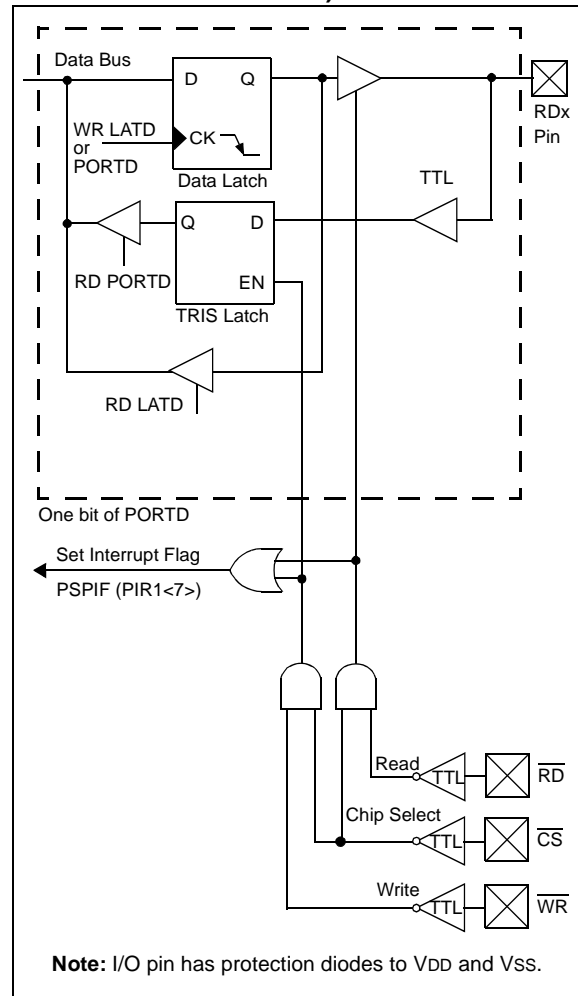 Data Bus
D Q
WR LATD
or
PORTD
CK
Data Latch
RDx
Pin
TTL
Q D
RD PORTD
EN
TRIS Latch
RD LATD
One bit of PORTD
Set Interrupt Flag
PSPIF (PIR1<7>)
Read
TTL
RD
Chip Select
TTL
CS
Write
TTL
WR
Note: I/O pin has protection diodes to VDD and VSS.